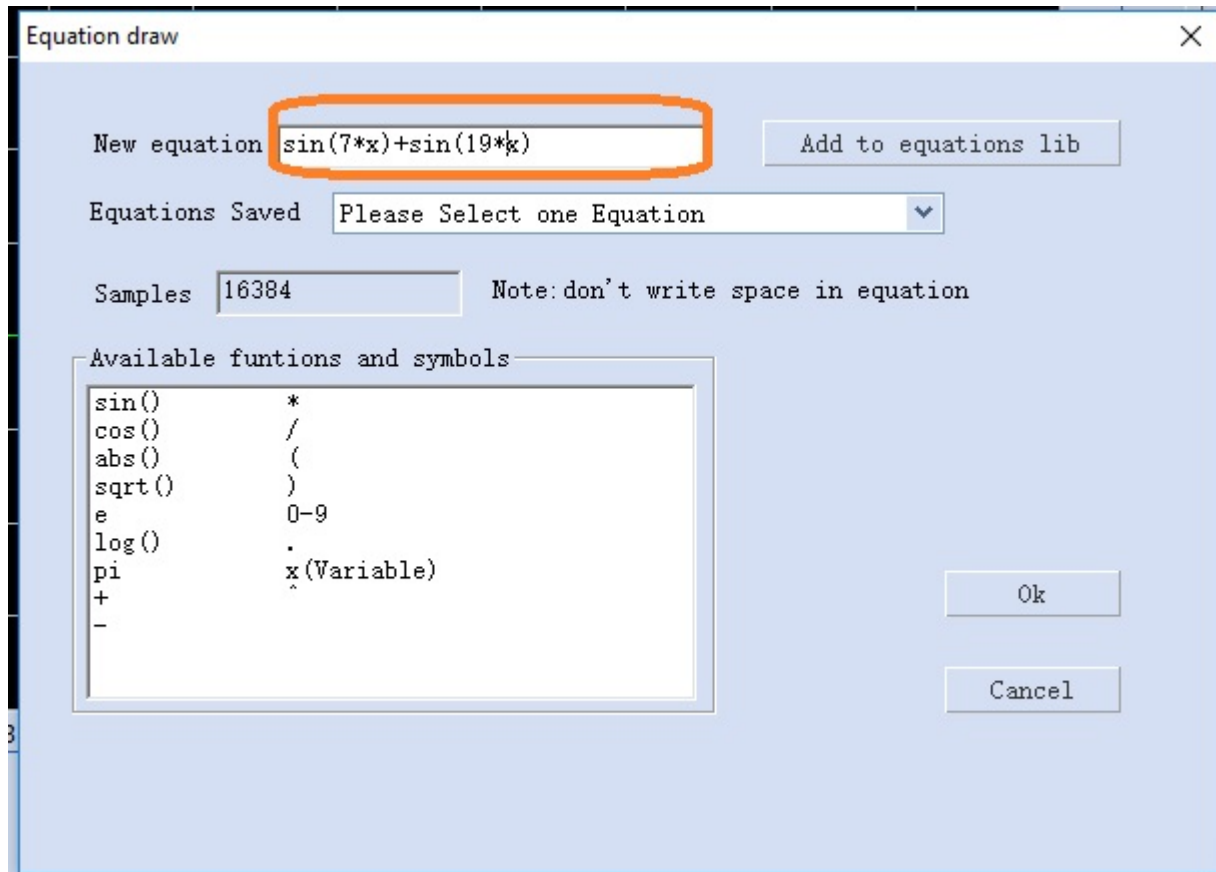 Equation draw
New equation sin(7*x)+sin(19*x) Add to equations lib
Equations Saved Please Select one Equation
Samples 16384 Note:don't write space in equation
Available funtions and symbols
sin() *
cos() /
abs() (
sqrt() )
e 0-9
log() .
pi x(Variable)
+ ^
-
Ok
Cancel
3